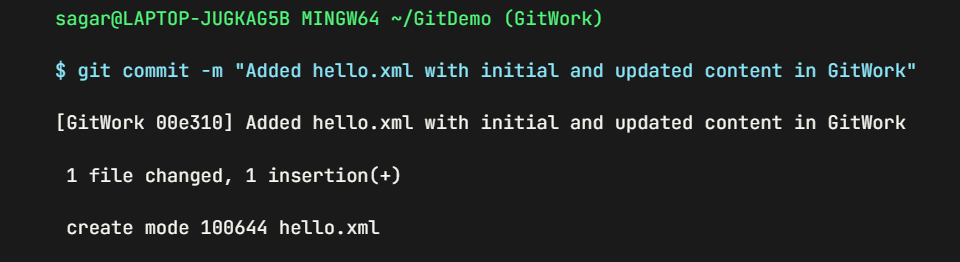 sagar@LAPTOP-JUGKAG5B MINGW64 ~/GitDemo (GitWork)
$ git commit -m "Added hello.xml with initial and updated content in GitWork"
[GitWork 00e310] Added hello.xml with initial and updated content in GitWork
1 file changed, 1 insertion(+)
create mode 100644 hello.xml